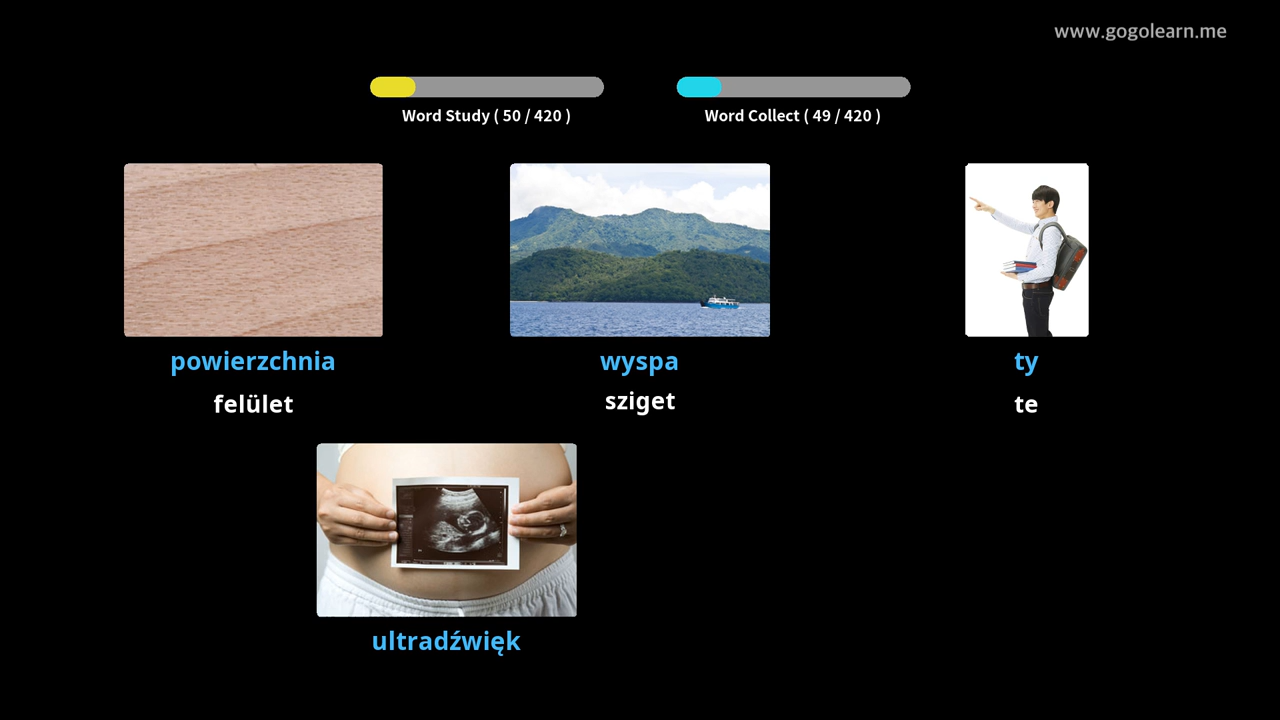 www.gogolearn.me
Word Study ( 50 / 420 )
Word Collect ( 49 / 420 )
powierzchnia
felület
wyspa
sziget
ty
te
ultradźwięk